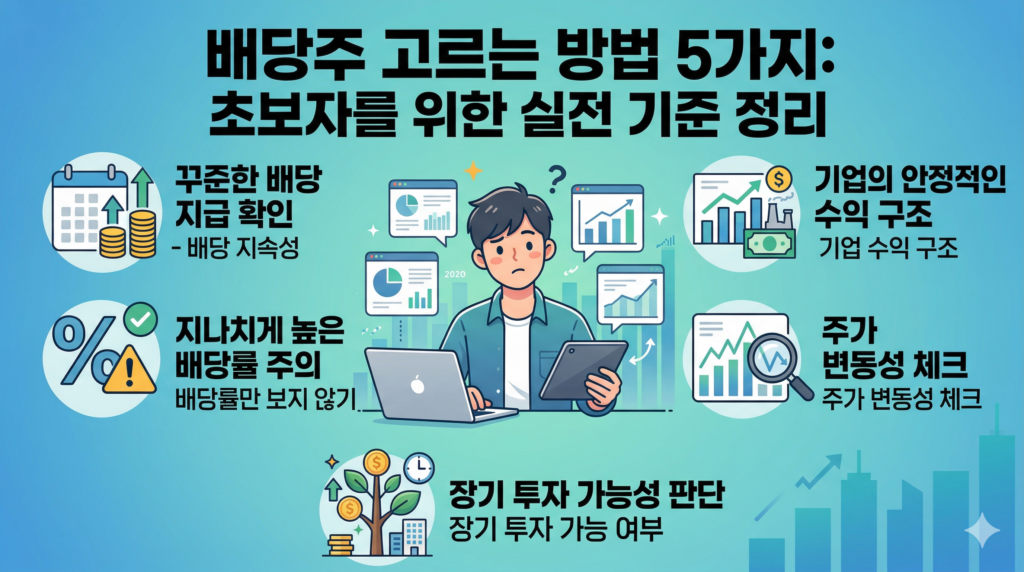 배당주 고르는 방법 5가지:
초보자를 위한 실전 기준 정리
꾸준한 배당
지급 확인
- 배당 지속성
기업의 안정적인
수익 구조
기업 수익 구조
지나치게 높은
배당률 주의
배당률만 보지 않기
주가
변동성 체크
주가 변동성 체크
장기 투자 가능성 판단
장기 투자 가능 여부
%
?
$
$
$
2020